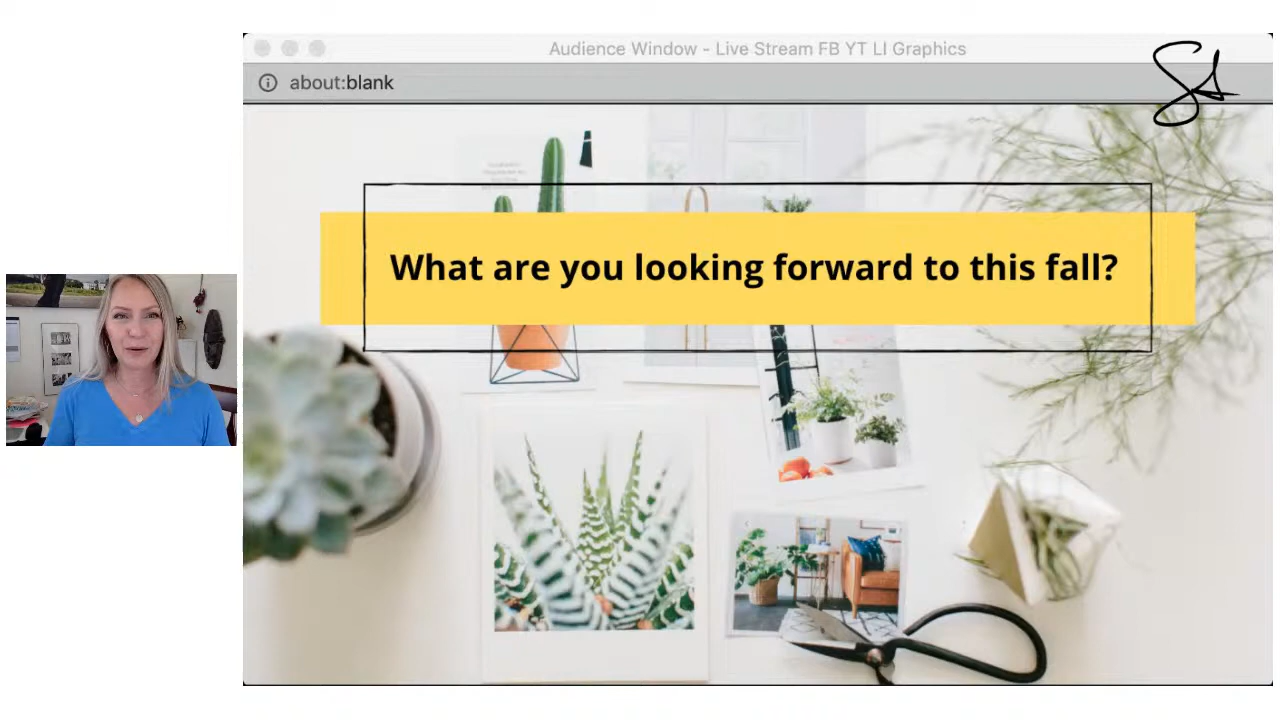 Audience Window - Live Stream FB YT LI Graphics
about:blank
What are you looking forward to this fall?